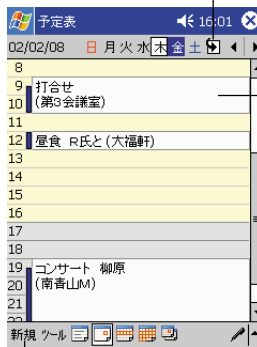 予定表 16:01
02/02/08 日 月 火 水 木 金 土
8
9 打合せ
10 (第3会議室)
11
12 昼食 R氏と(大福軒)
13
14
15
16
17
18
19 コンサート 柳原
20 (南青山M)
21
22
新規 ツール